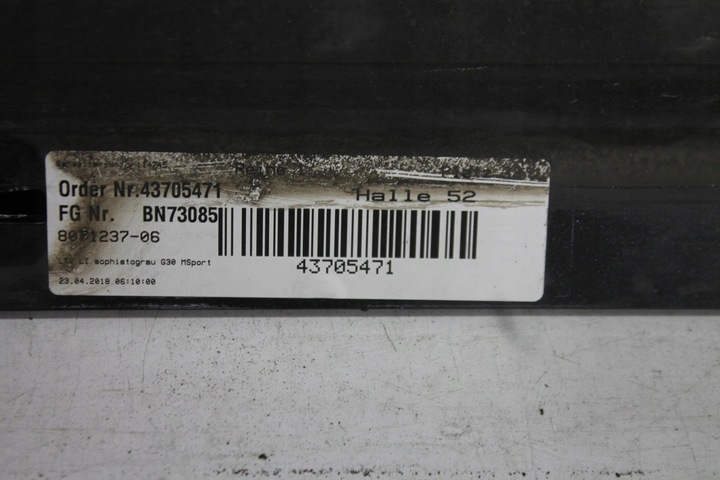 Order Nr.43705471
Halle 52
FG Nr. BN73085
8071237-06
43705471
LI sophistograu G30 MSport
23.04.2018 06:10:00